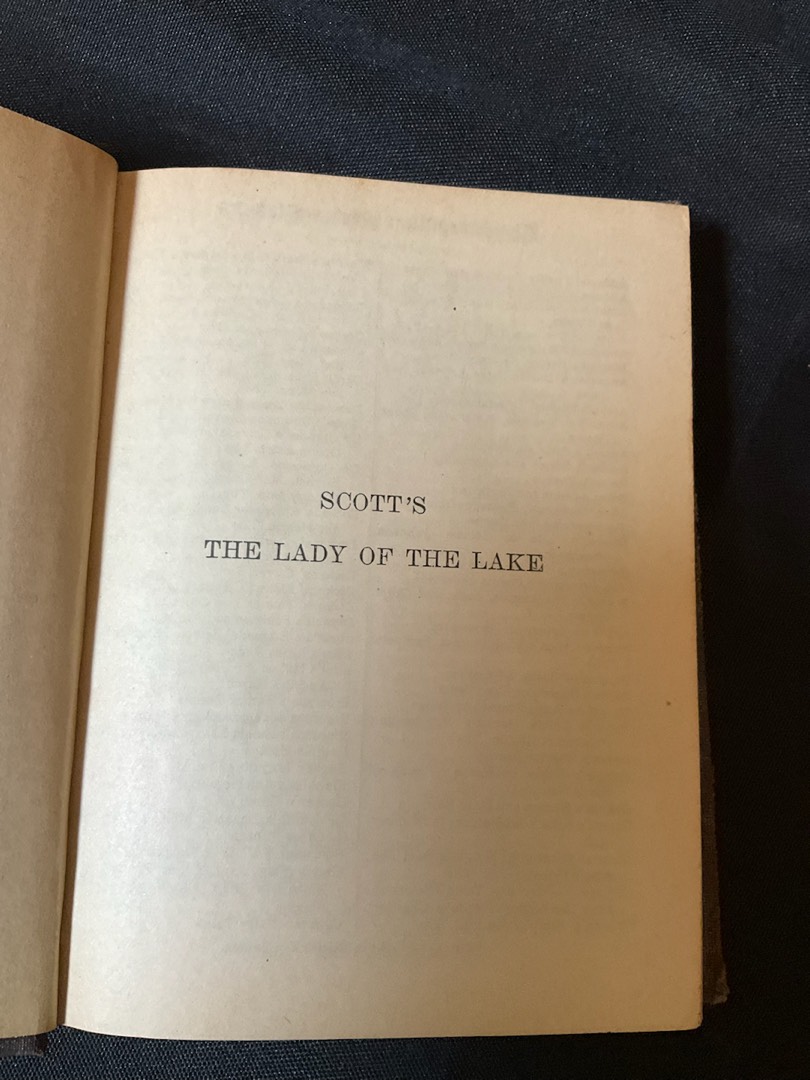 SCOTT'S
THE LADY OF THE LAKE